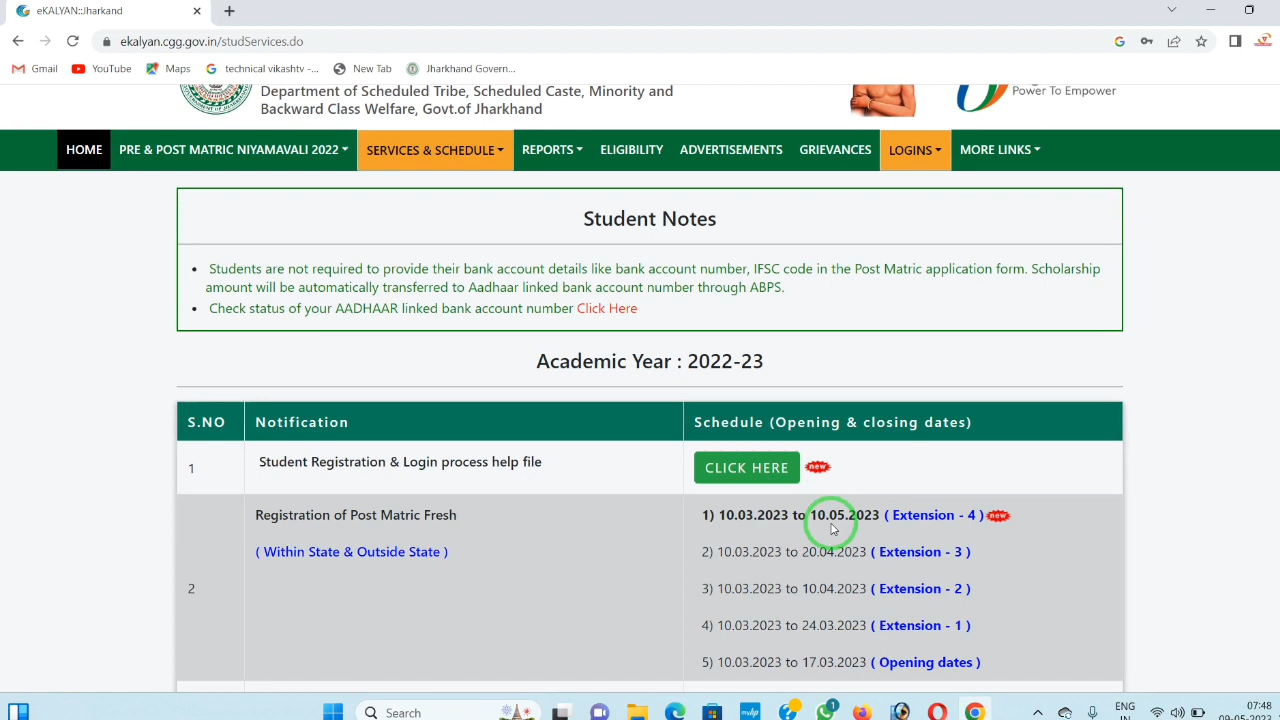 eKALYAN::Jharkand
ekalyan.cgg.gov.in/studServices.do
Gmail
YouTube
Maps
technical vikashtv -...
New Tab
Jharkhand Govern...
Department of Scheduled Tribe, Scheduled Caste, Minority and
Backward Class Welfare, Govt.of Jharkhand
Power To Empower
HOME
PRE & POST MATRIC NIYAMAVALI 2022
SERVICES & SCHEDULE
REPORTS
ELIGIBILITY
ADVERTISEMENTS
GRIEVANCES
LOGINS
MORE LINKS
Student Notes
Students are not required to provide their bank account details like bank account number, IFSC code in the Post Matric application form. Scholarship
amount will be automatically transferred to Aadhaar linked bank account number through ABPS.
Check status of your AADHAAR linked bank account number Click Here
Academic Year : 2022-23
S.NO Notification Schedule (Opening & closing dates)
1 Student Registration & Login process help file CLICK HERE new
Registration of Post Matric Fresh
( Within State & Outside State )
2
1) 10.03.2023 to 10.05.2023 ( Extension - 4 ) new
2) 10.03.2023 to 20.04.2023 ( Extension - 3 )
3) 10.03.2023 to 10.04.2023 ( Extension - 2 )
4) 10.03.2023 to 24.03.2023 ( Extension - 1 )
5) 10.03.2023 to 17.03.2023 ( Opening dates )
Search
myhp
1
ENG
IN
07:48